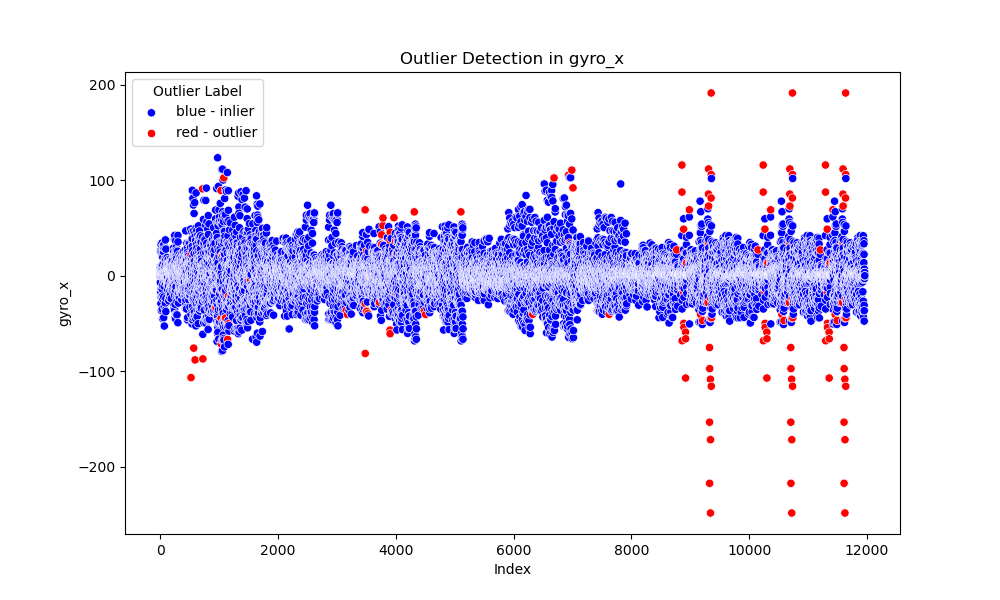 Outlier Detection in gyro_x
Outlier Label
blue - inlier
red - outlier
200
100
0
−100
−200
gyro_x
0 2000 4000 6000 8000 10000 12000
Index